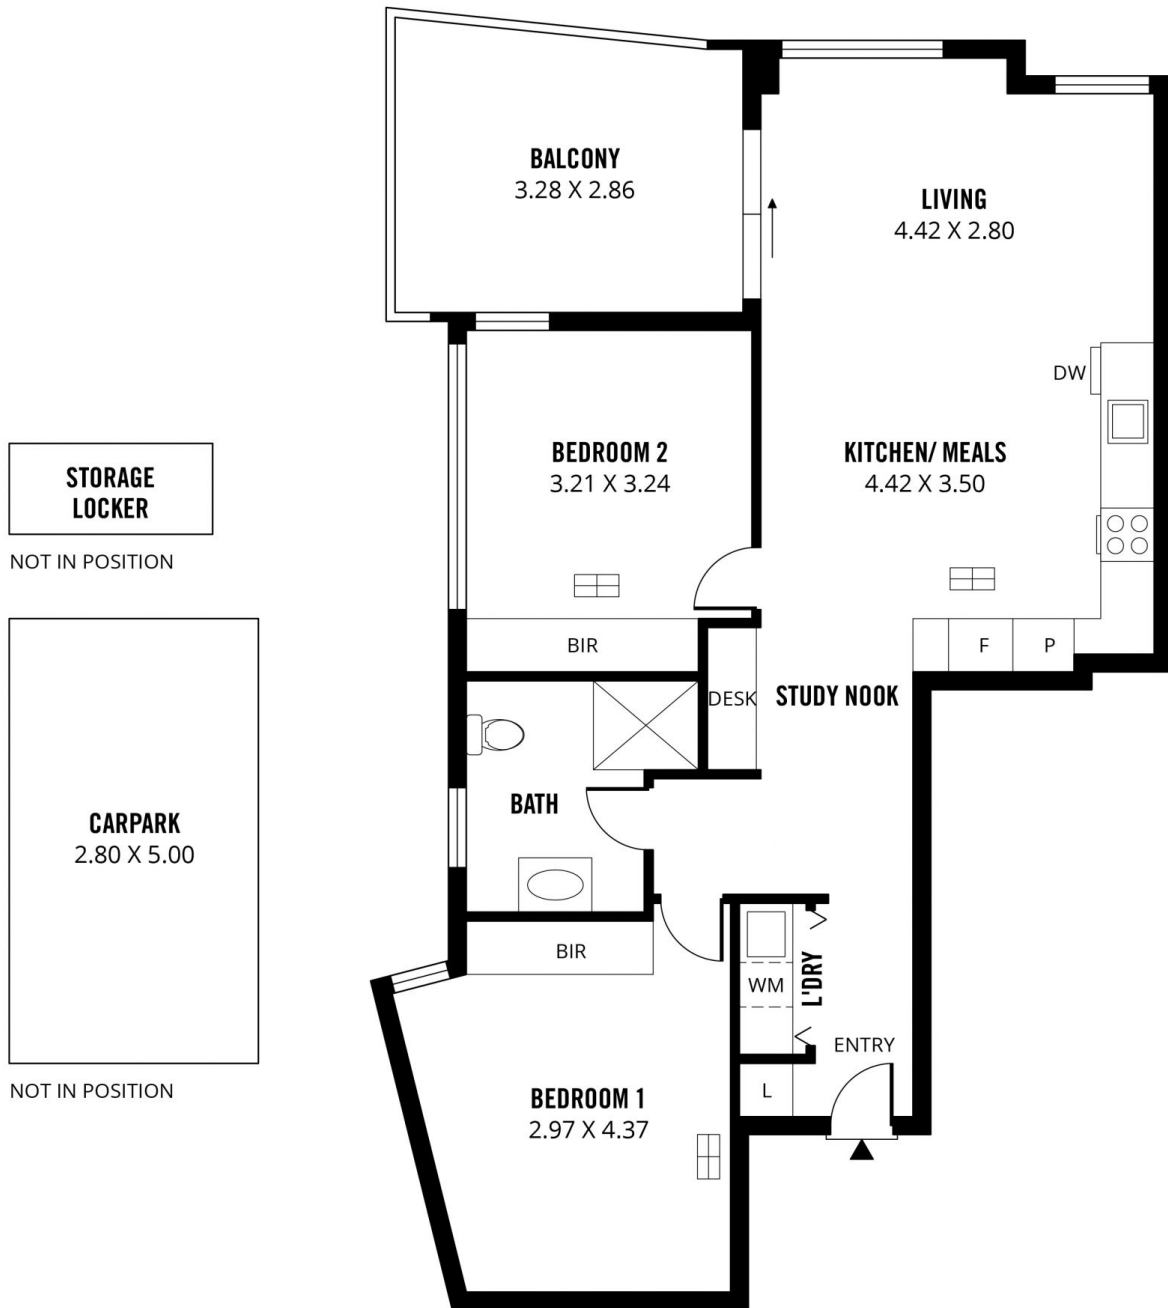 BALCONY
3.28 X 2.86
LIVING
4.42 X 2.80
DW
BEDROOM 2
3.21 X 3.24
KITCHEN/ MEALS
4.42 X 3.50
STORAGE
LOCKER
NOT IN POSITION
BIR
F
P
DESK
STUDY NOOK
BATH
CARPARK
2.80 X 5.00
BIR
WM
L'DRY
ENTRY
L
NOT IN POSITION
BEDROOM 1
2.97 X 4.37